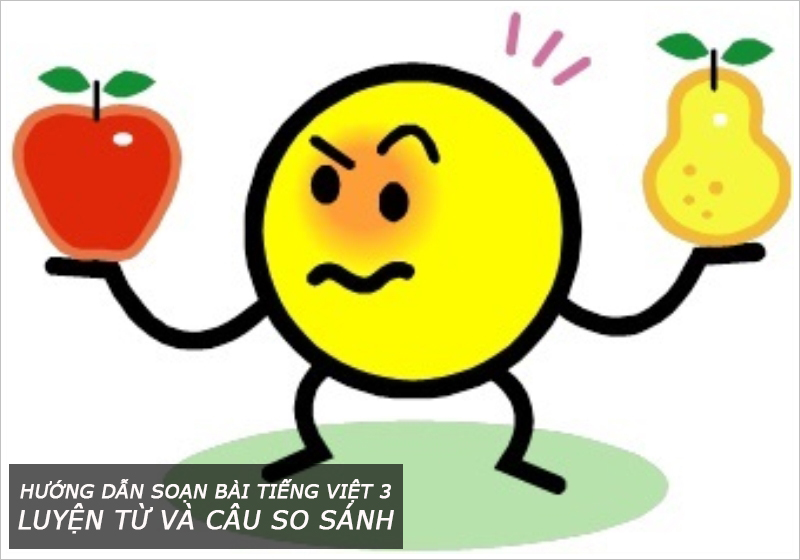 HƯỚNG DẪN SOẠN BÀI TIẾNG VIỆT 3
LUYỆN TỪ VÀ CÂU SO SÁNH